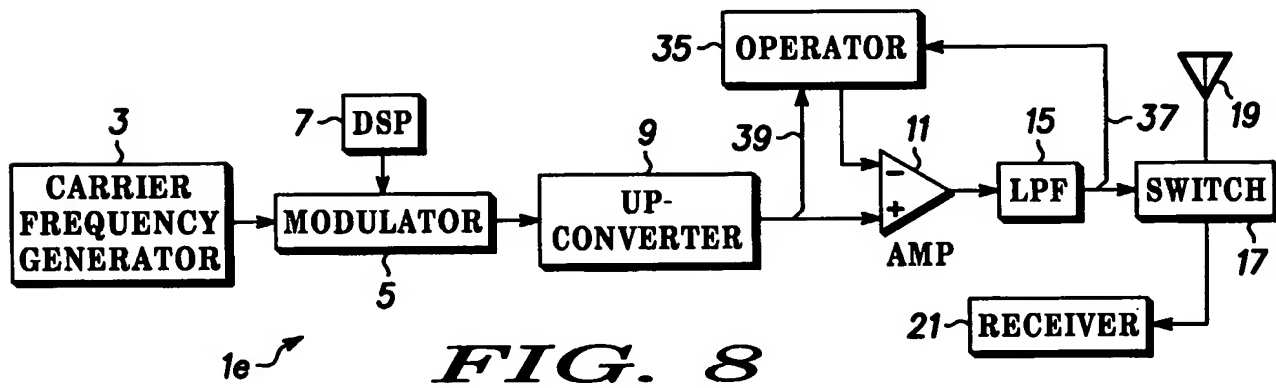 35
OPERATOR
3
CARRIER
FREQUENCY
GENERATOR
7
DSP
MODULATOR
5
9
UP-
CONVERTER
39
11
−
+
AMP
15
LPF
37
19
SWITCH
17
21
RECEIVER
1e
FIG. 8